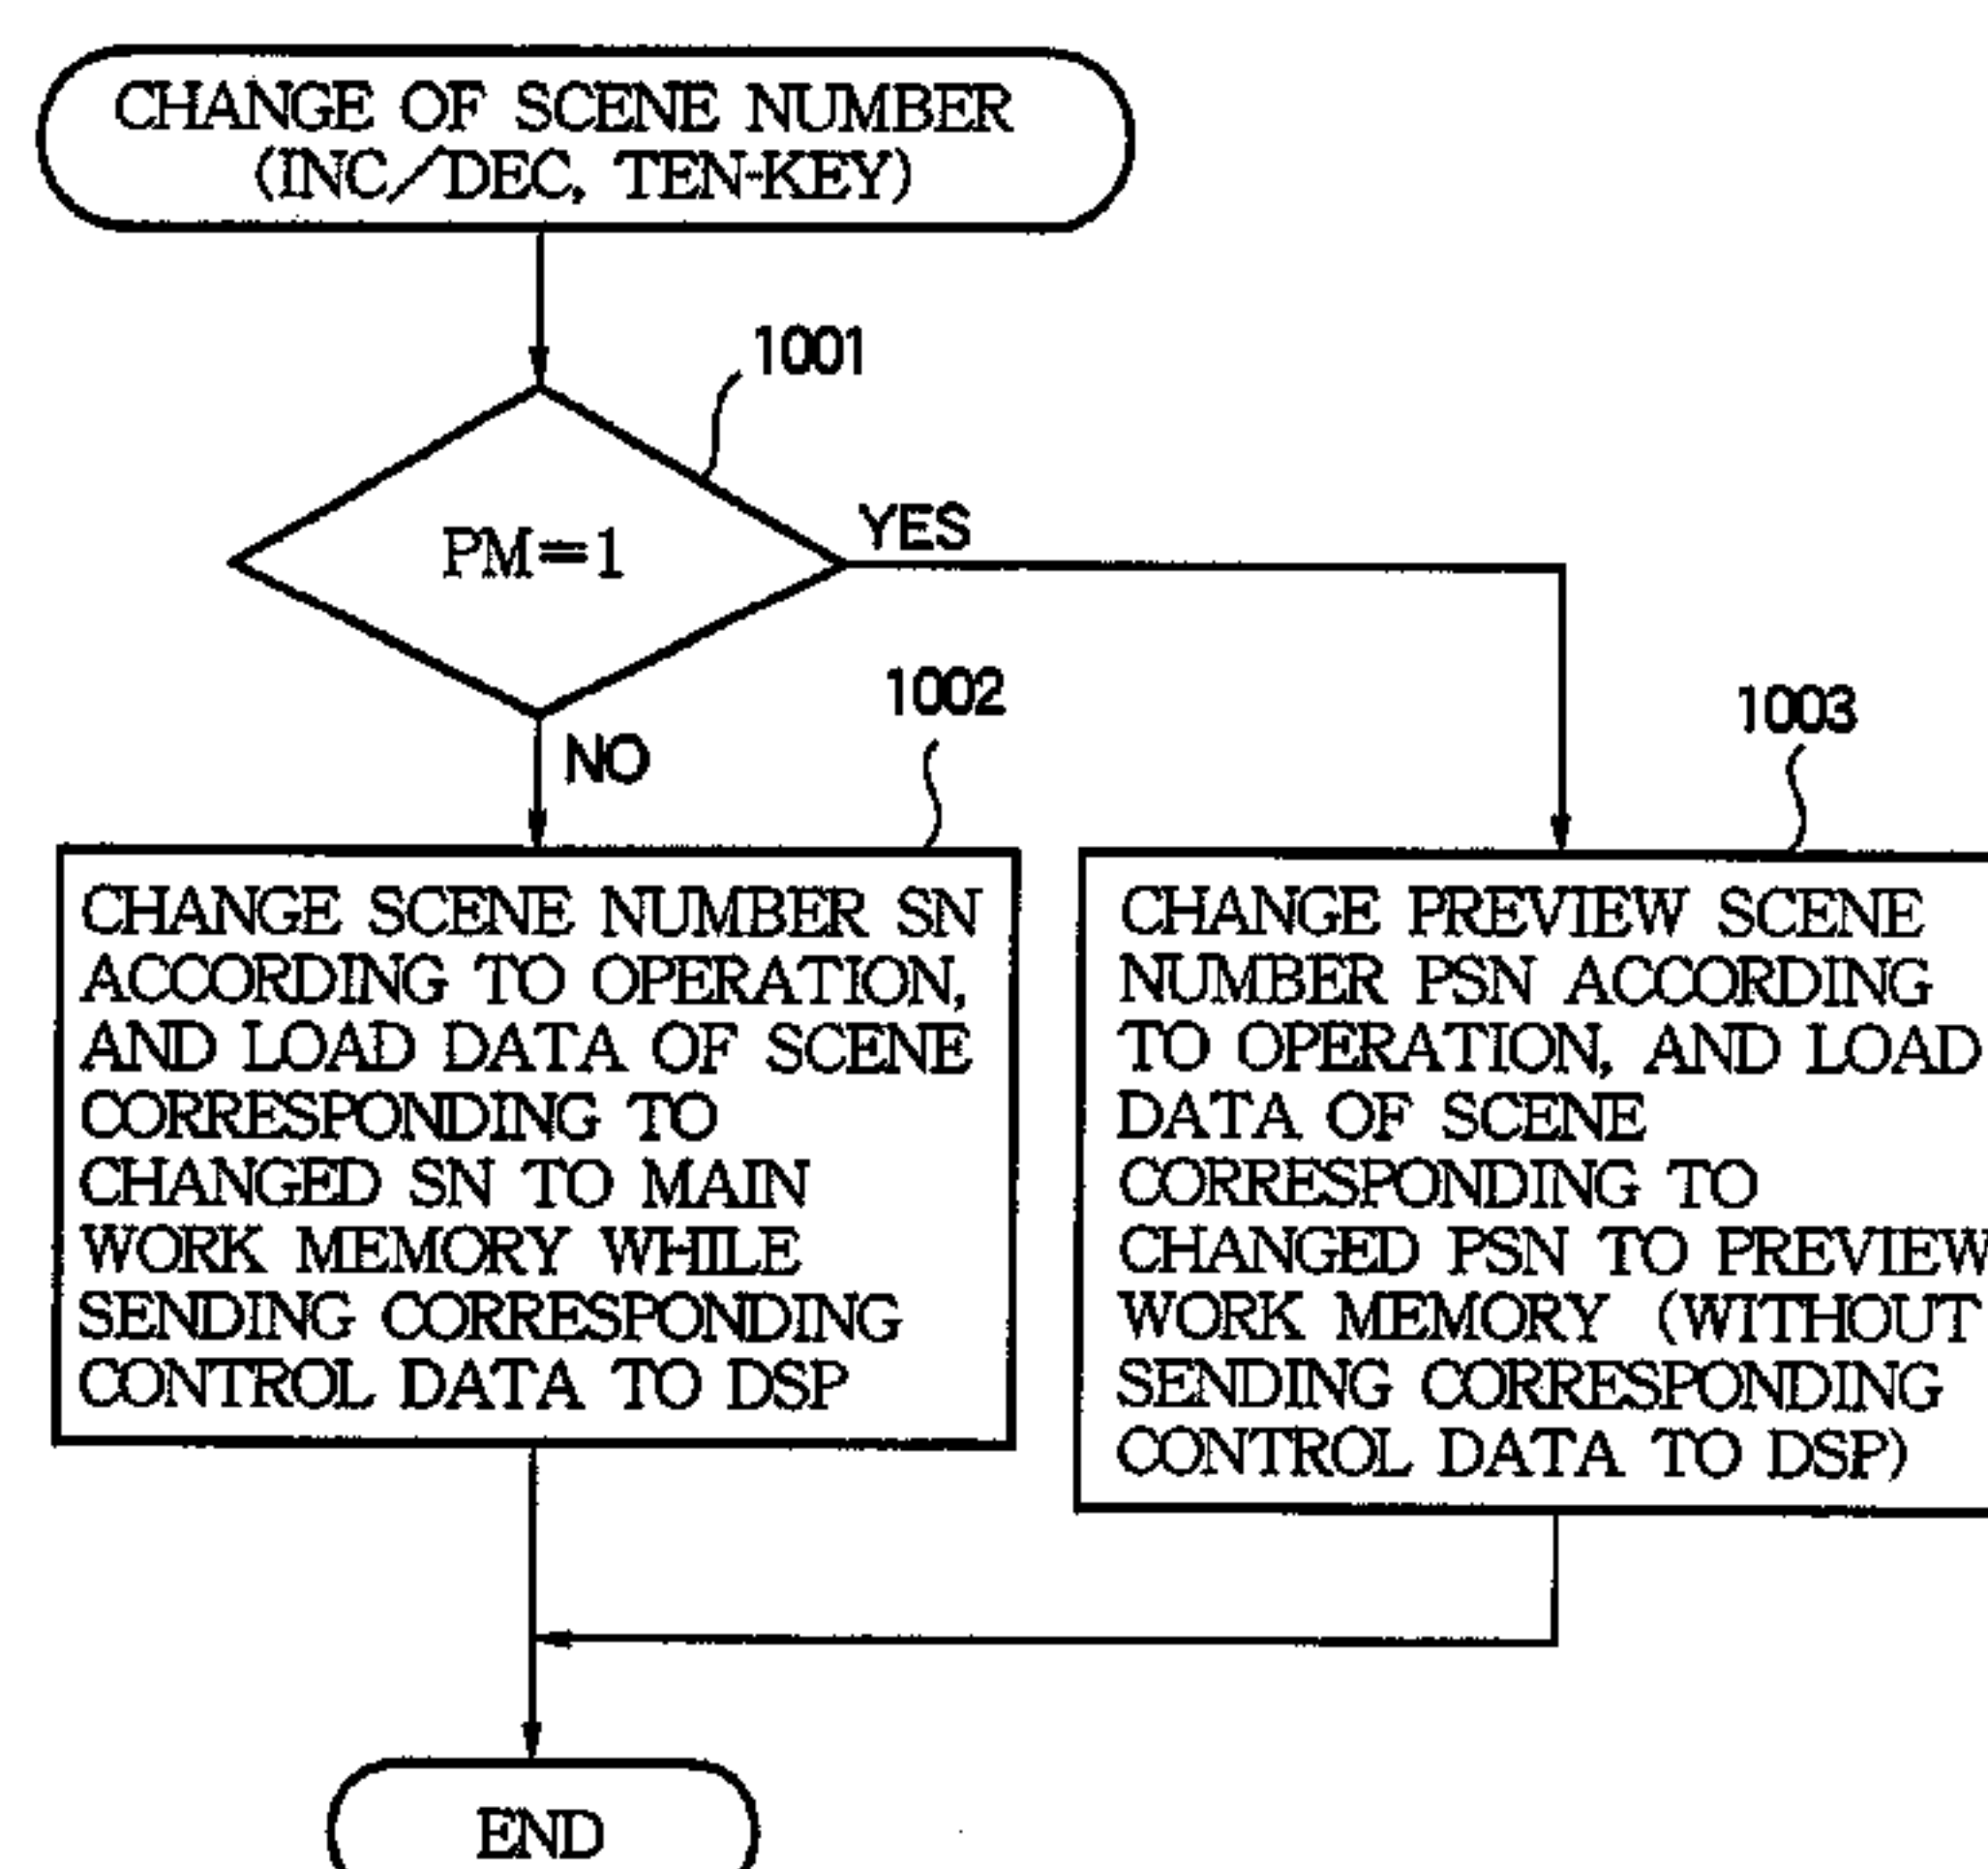 CHANGE OF SCENE NUMBER
(INC/DEC, TEN-KEY)
1001
PM=1
YES
NO
1002
CHANGE SCENE NUMBER SN
ACCORDING TO OPERATION,
AND LOAD DATA OF SCENE
CORRESPONDING TO
CHANGED SN TO MAIN
WORK MEMORY WHILE
SENDING CORRESPONDING
CONTROL DATA TO DSP
1003
CHANGE PREVIEW SCENE
NUMBER PSN ACCORDING
TO OPERATION, AND LOAD
DATA OF SCENE
CORRESPONDING TO
CHANGED PSN TO PREVIEW
WORK MEMORY (WITHOUT
SENDING CORRESPONDING
CONTROL DATA TO DSP)
END